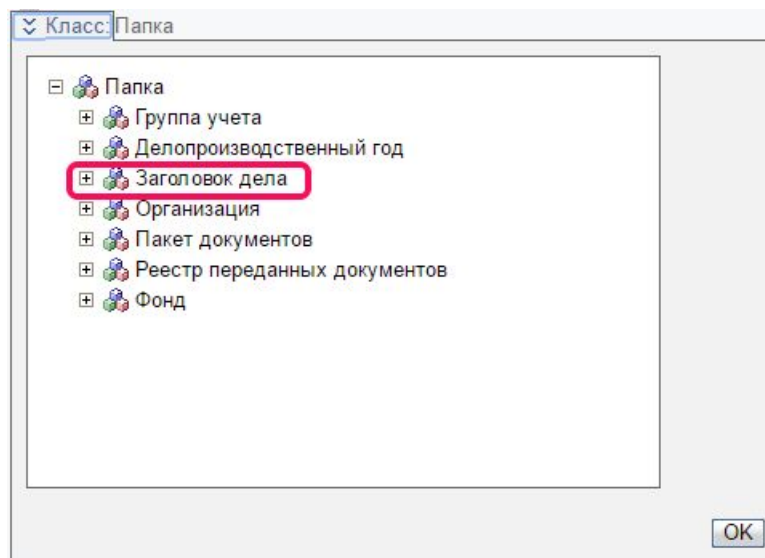 Класс: Папка
Папка
Группа учета
Делопроизводственный год
Заголовок дела
Организация
Пакет документов
Реестр переданных документов
Фонд
OK